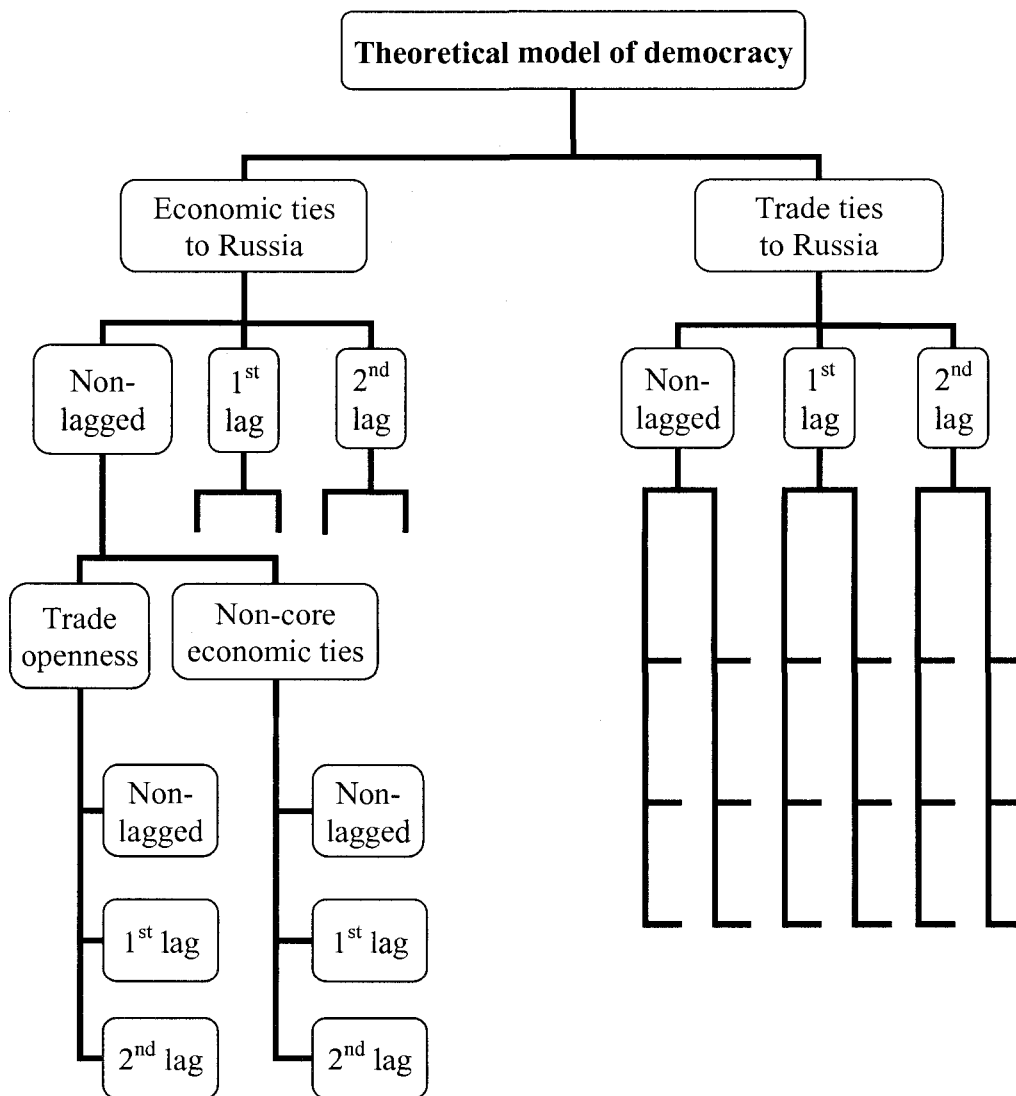 Theoretical model of democracy
Economic ties
to Russia
Trade ties
to Russia
Non-
lagged
1st
lag
2nd
lag
Non-
lagged
1st
lag
2nd
lag
Trade
openness
Non-core
economic ties
Non-
lagged
Non-
lagged
1st lag
1st lag
2nd lag
2nd lag